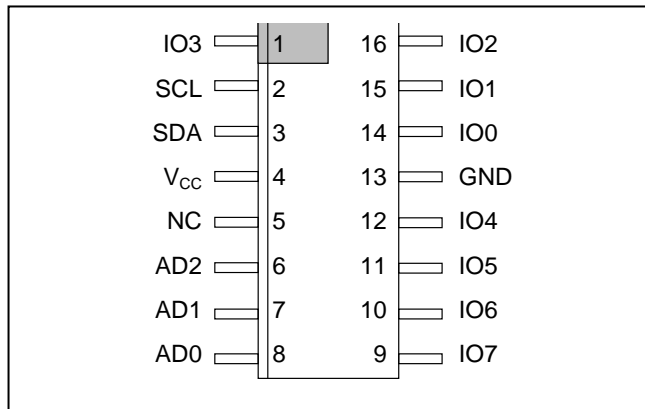 IO3 1 16 IO2
SCL 2 15 IO1
SDA 3 14 IO0
VCC 4 13 GND
NC 5 12 IO4
AD2 6 11 IO5
AD1 7 10 IO6
AD0 8 9 IO7